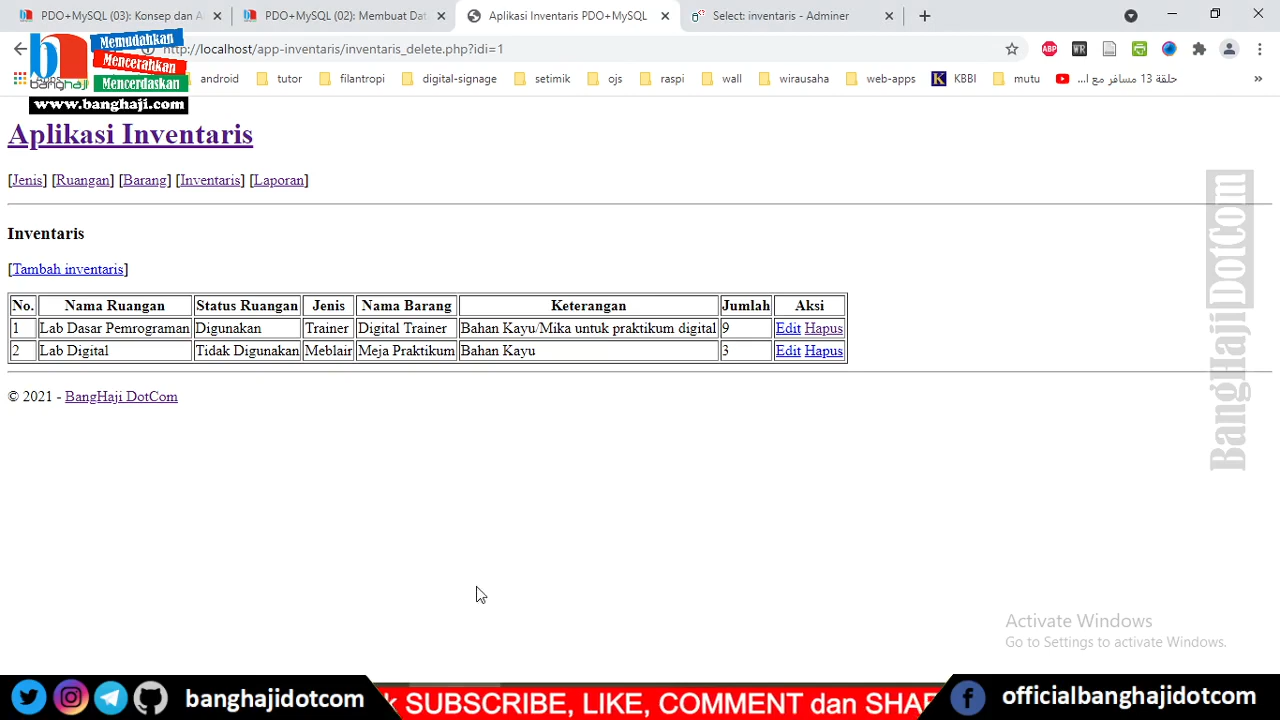 PDO+MySQL (03): Konsep dan A
PDO+MySQL (02): Membuat Dat
Aplikasi Inventaris PDO+MySQL
Select: inventaris - Adminer
http://localhost/app-inventaris/inventaris_delete.php?idi=1
Memudahkan
Mencerahkan
Mencerdaskan
banghaji
www.banghaji.com
android
tutor
filantropi
digital-signage
setimik
ojs
raspi
wall
wirausaha
web-apps
KBBI
mutu
حلقة 13 مسافر مع ا
Aplikasi Inventaris
[Jenis] [Ruangan] [Barang] [Inventaris] [Laporan]
Inventaris
[Tambah inventaris]
No. Nama Ruangan Status Ruangan Jenis Nama Barang Keterangan Jumlah Aksi
1 Lab Dasar Pemrograman Digunakan Trainer Digital Trainer Bahan Kayu/Mika untuk praktikum digital 9 Edit Hapus
2 Lab Digital Tidak Digunakan Meblair Meja Praktikum Bahan Kayu 3 Edit Hapus
© 2021 - BangHaji DotCom
BangHaji DotCom
Activate Windows
Go to Settings to activate Windows.
banghajidotcom
k SUBSCRIBE, LIKE, COMMENT dan SHAR
officialbanghajidotcom